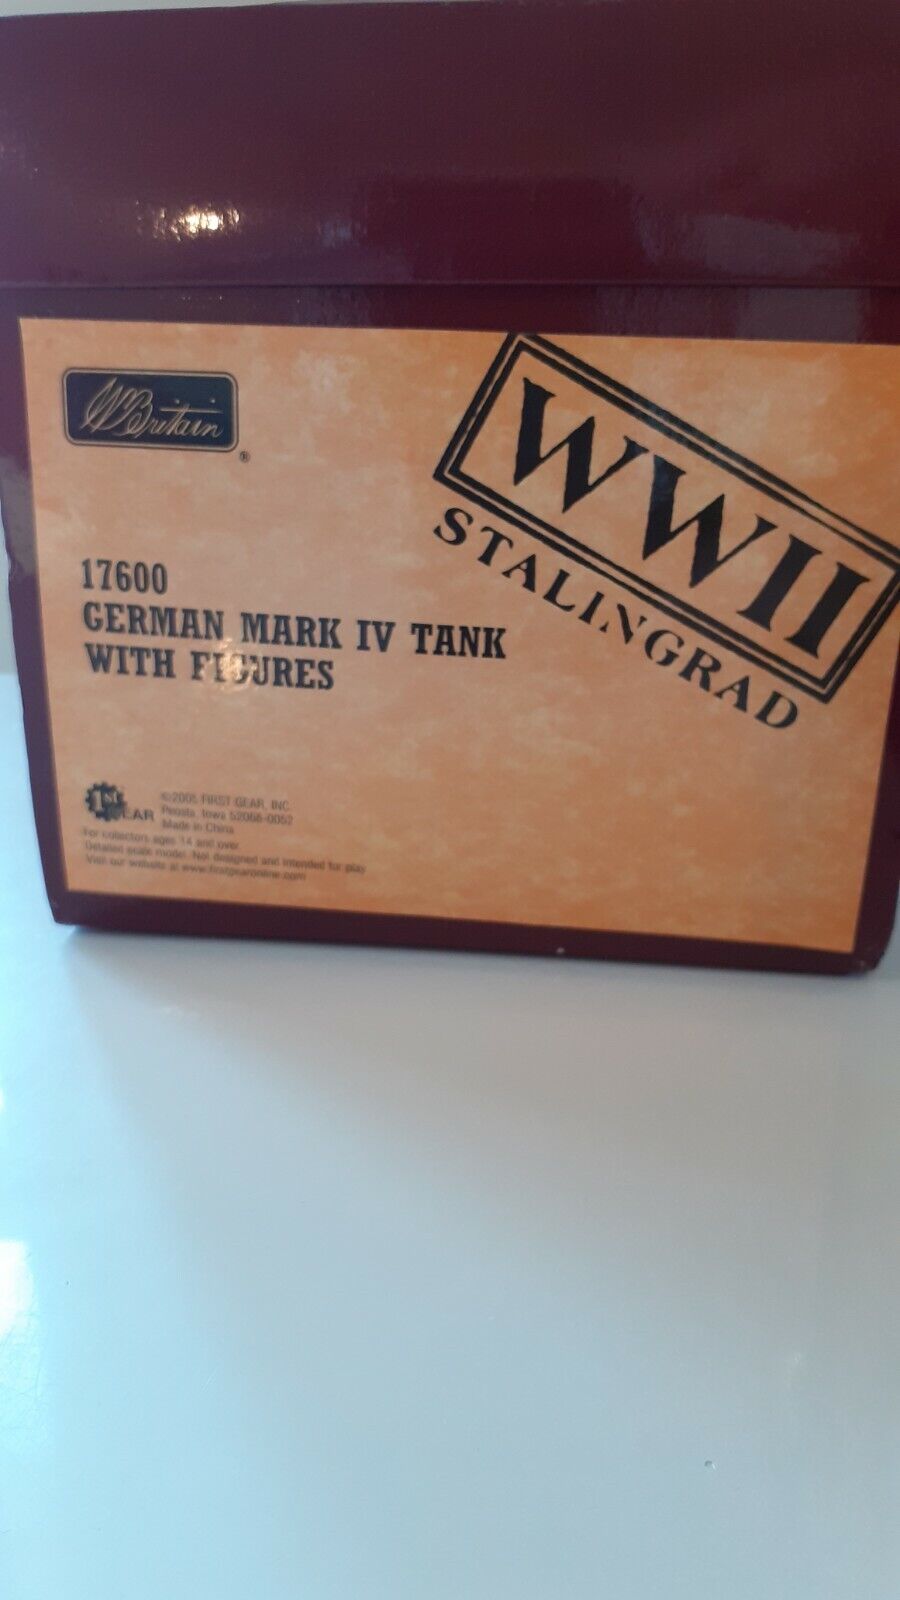 WBritain
®
WWII
STALINGRAD
17600
GERMAN MARK IV TANK
WITH FIGURES
1ST GEAR
©2005 FIRST GEAR, INC.
Peosta, Iowa 52068-0052
Made in China
For collectors ages 14 and over
Detailed scale model. Not designed and intended for play
Visit our website at www.firstgearonline.com